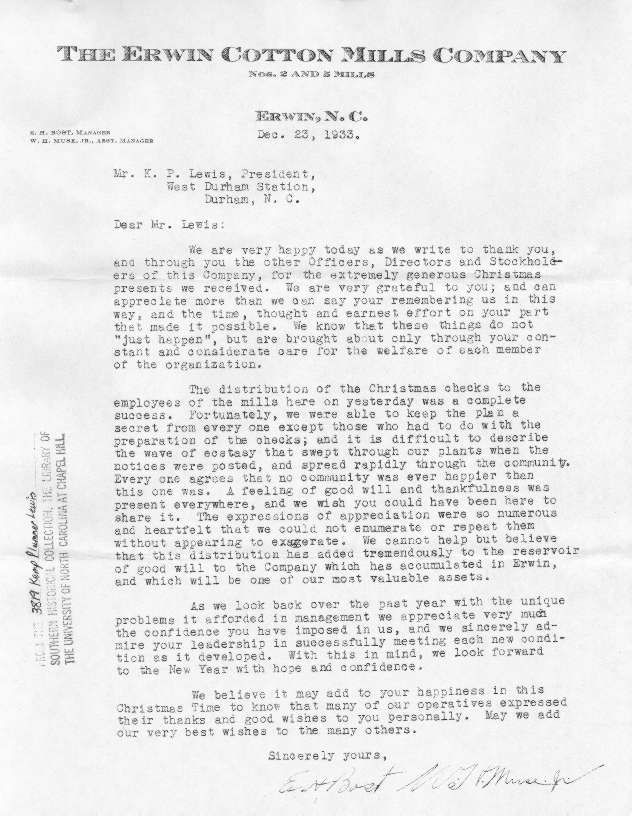 THE ERWIN COTTON MILLS COMPANY
NOS. 2 AND 5 MILLS
ERWIN, N. C.
E. H. BOST, MANAGER
W. H. MUSE, JR., ASST. MANAGER
Dec. 23, 1933.
Mr. K. P. Lewis, President,
West Durham Station,
Durham, N. C.
Dear Mr. Lewis:
We are very happy today as we write to thank you,
and through you the other Officers, Directors and Stockhold-
ers of this Company, for the extremely generous Christmas
presents we received. We are very grateful to you; and can
appreciate more than we can say your remembering us in this
way, and the time, thought and earnest effort on your part
that made it possible. We know that these things do not
"just happen", but are brought about only through your con-
stant and considerate care for the welfare of each member
of the organization.
The distribution of the Christmas checks to the
employees of the mills here on yesterday was a complete
success. Fortunately, we were able to keep the plan a
secret from every one except those who had to do with the
preparation of the checks; and it is difficult to describe
the wave of ecstasy that swept through our plants when the
notices were posted, and spread rapidly through the community.
Every one agrees that no community was ever happier than
this one was. A feeling of good will and thankfulness was
present everywhere, and we wish you could have been here to
share it. The expressions of appreciation were so numerous
and heartfelt that we could not enumerate or repeat them
without appearing to exagerate. We cannot help but believe
that this distribution has added tremendously to the reservoir
of good will to the Company which has accumulated in Erwin,
and which will be one of our most valuable assets.
As we look back over the past year with the unique
problems it afforded in management we appreciate very much
the confidence you have imposed in us, and we sincerely ad-
mire your leadership in successfully meeting each new condi-
tion as it developed. With this in mind, we look forward
to the New Year with hope and confidence.
We believe it may add to your happiness in this
Christmas Time to know that many of our operatives expressed
their thanks and good wishes to you personally. May we add
our very best wishes to the many others.
Sincerely yours,
E H Bost W H Muse Jr
3819 Kemp Plummer Lewis
SOUTHERN HISTORICAL COLLECTION, THE LIBRARY OF
THE UNIVERSITY OF NORTH CAROLINA AT CHAPEL HILL